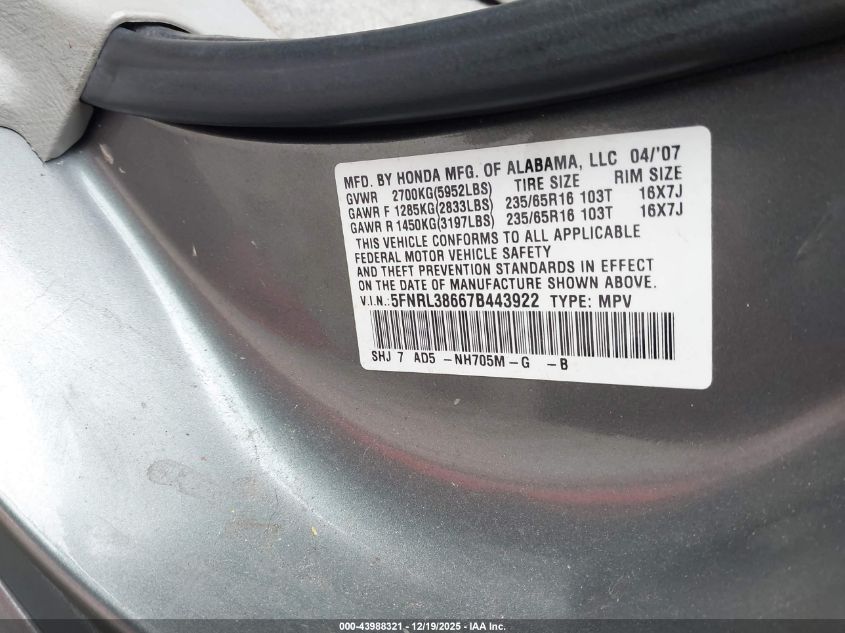 MFD. BY HONDA MFG. OF ALABAMA, LLC 04/'07
GVWR 2700KG(5952LBS) TIRE SIZE RIM SIZE
GAWR F 1285KG(2833LBS) 235/65R16 103T 16X7J
GAWR R 1450KG(3197LBS) 235/65R16 103T 16X7J
THIS VEHICLE CONFORMS TO ALL APPLICABLE
FEDERAL MOTOR VEHICLE SAFETY
AND THEFT PREVENTION STANDARDS IN EFFECT
ON THE DATE OF MANUFACTURE SHOWN ABOVE.
V.I.N.: 5FNRL38667B443922 TYPE: MPV
SHJ 7 AD5 -NH705M-G -B
000-43988321 - 12/19/2025 - IAA Inc.